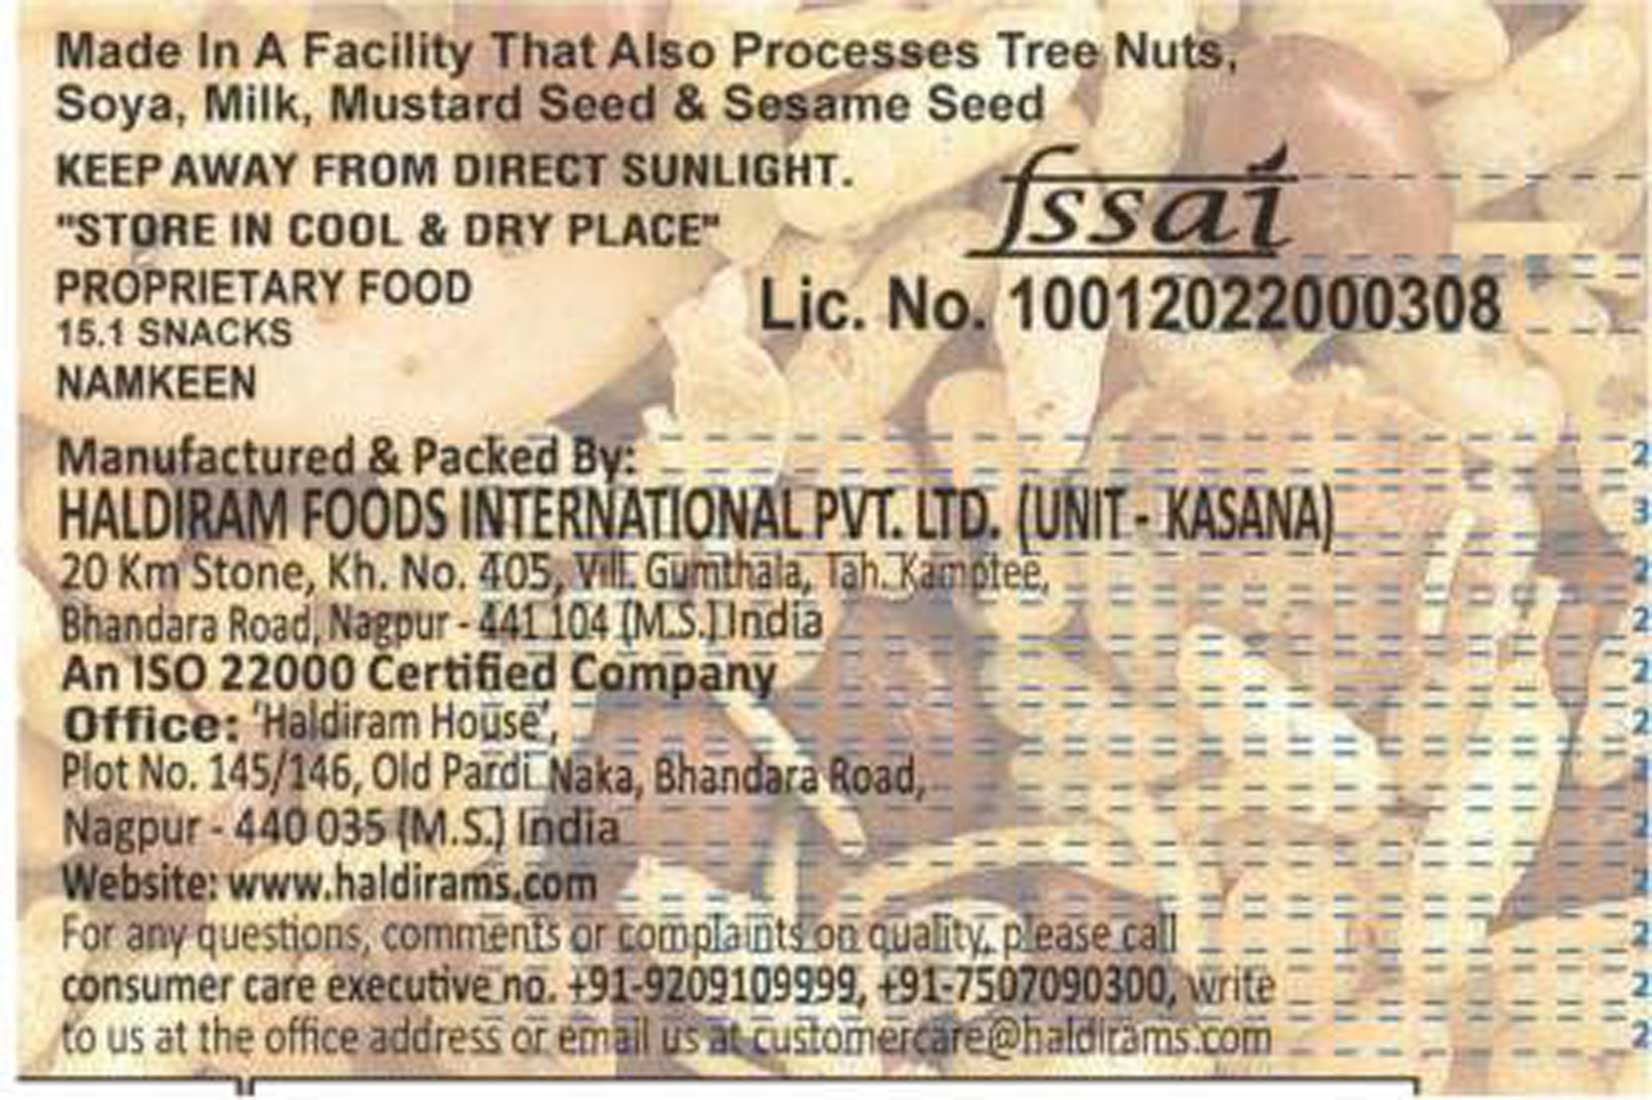 Made In A Facility That Also Processes Tree Nuts,
Soya, Milk, Mustard Seed & Sesame Seed
KEEP AWAY FROM DIRECT SUNLIGHT.
"STORE IN COOL & DRY PLACE"
fssai
PROPRIETARY FOOD
Lic. No. 10012022000308
15.1 SNACKS
NAMKEEN
Manufactured & Packed By:
HALDIRAM FOODS INTERNATIONAL PVT. LTD. (UNIT - KASANA)
20 Km Stone, Kh. No. 405, Vill. Gumthala, Tah. Kamptee,
Bhandara Road, Nagpur - 441 104 (M.S.) India
An ISO 22000 Certified Company
Office: 'Haldiram House',
Plot No. 145/146, Old Pardi Naka, Bhandara Road,
Nagpur - 440 035 (M.S.) India
Website: www.haldirams.com
For any questions, comments or complaints on quality, please call
consumer care executive no. +91-9209109999, +91-7507090300, write
to us at the office address or email us at customercare@haldirams.com